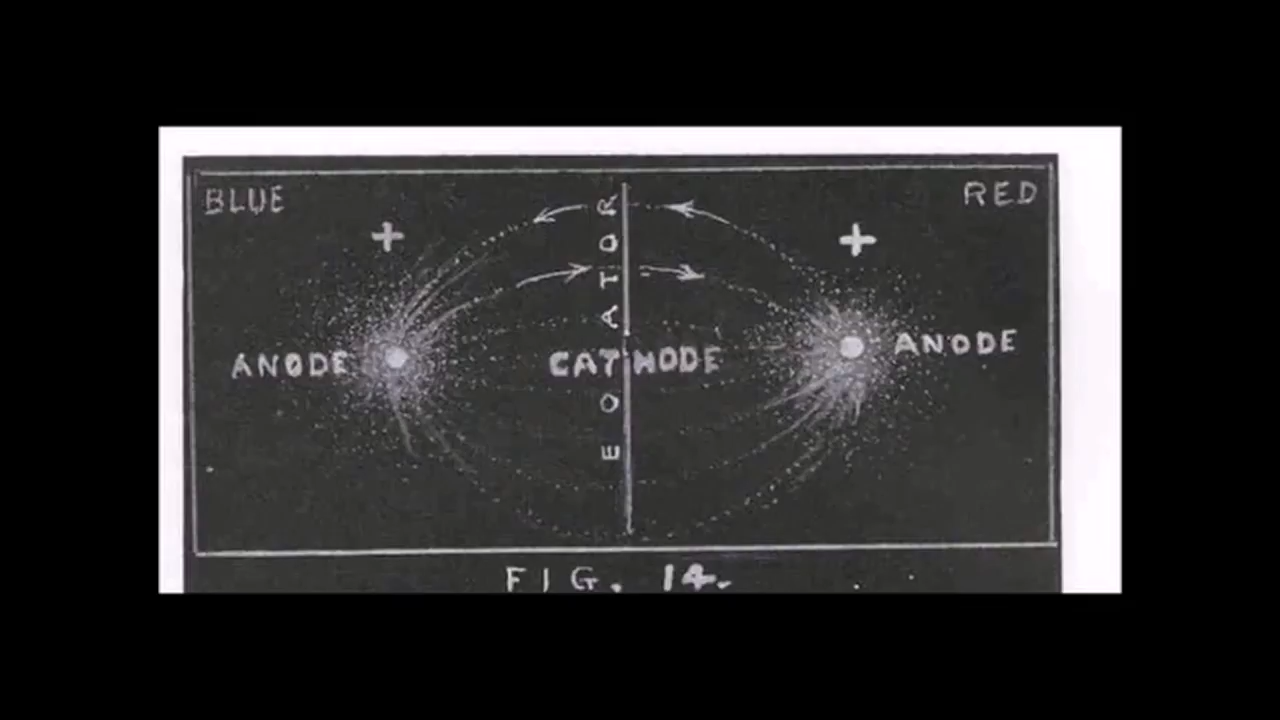 BLUE
RED
+
+
EQUATOR
ANODE
CATHODE
ANODE
FIG. 14.